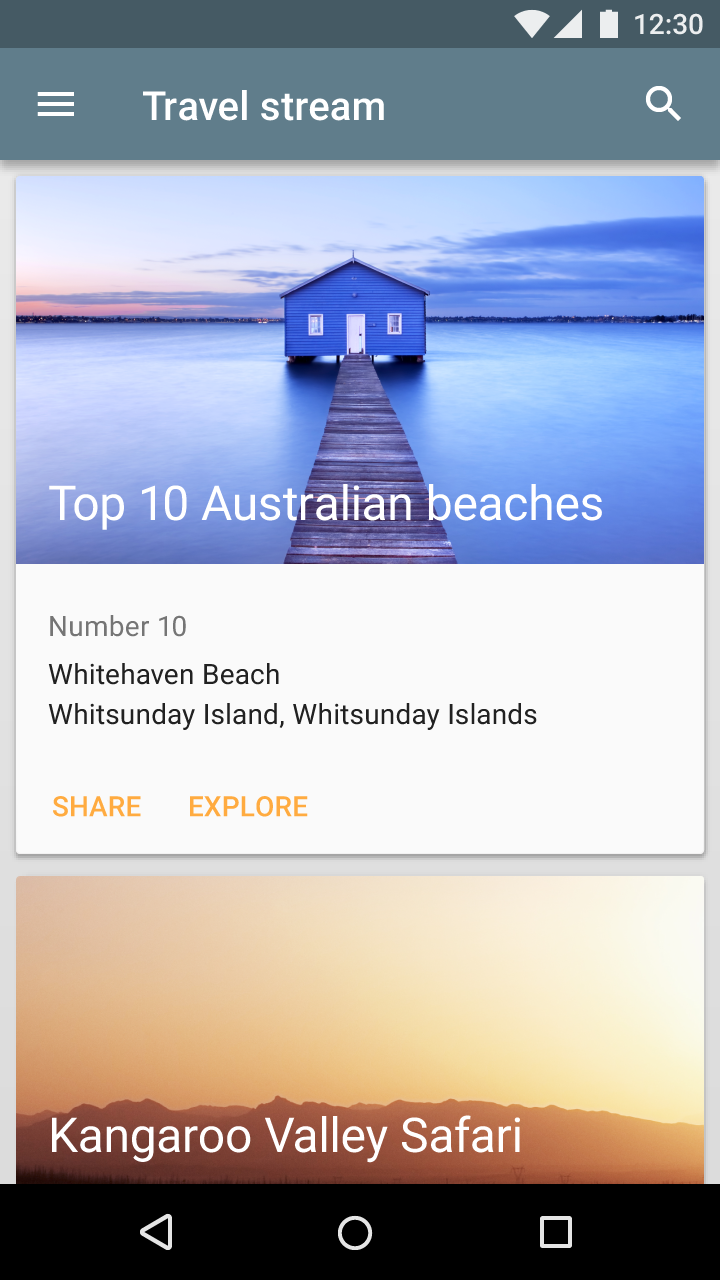 12:30
Travel stream
Top 10 Australian beaches
Number 10
Whitehaven Beach
Whitsunday Island, Whitsunday Islands
SHARE EXPLORE
Kangaroo Valley Safari